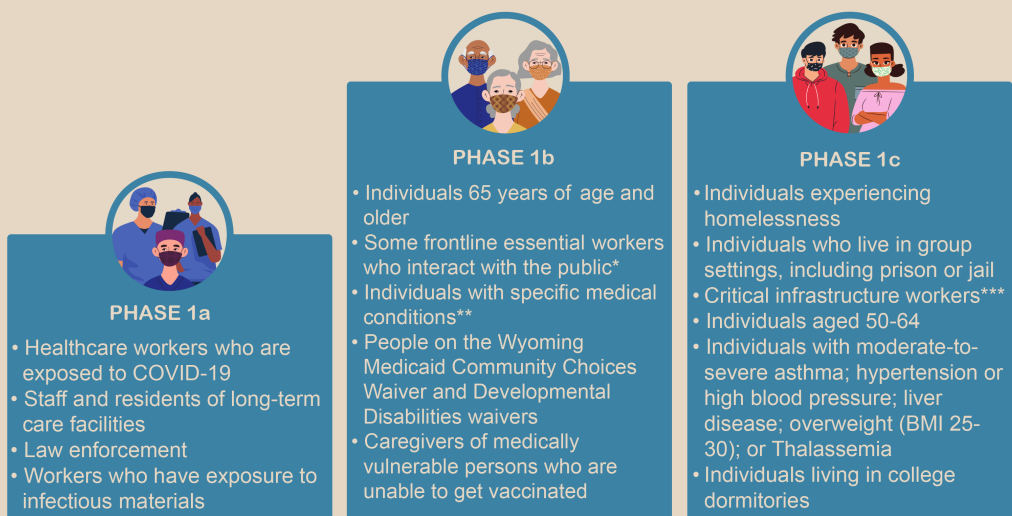 PHASE 1a
• Healthcare workers who are
exposed to COVID-19
• Staff and residents of long-term
care facilities
• Law enforcement
• Workers who have exposure to
infectious materials
PHASE 1b
• Individuals 65 years of age and
older
• Some frontline essential workers
who interact with the public*
• Individuals with specific medical
conditions**
• People on the Wyoming
Medicaid Community Choices
Waiver and Developmental
Disabilities waivers
• Caregivers of medically
vulnerable persons who are
unable to get vaccinated
PHASE 1c
• Individuals experiencing
homelessness
• Individuals who live in group
settings, including prison or jail
• Critical infrastructure workers***
• Individuals aged 50-64
• Individuals with moderate-to-
severe asthma; hypertension or
high blood pressure; liver
disease; overweight (BMI 25-
30); or Thalassemia
• Individuals living in college
dormitories